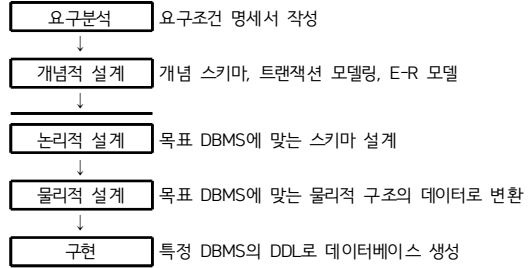 요구분석 요구조건 명세서 작성
↓
개념적 설계 개념 스키마, 트랜잭션 모델링, E-R 모델
↓
논리적 설계 목표 DBMS에 맞는 스키마 설계
↓
물리적 설계 목표 DBMS에 맞는 물리적 구조의 데이터로 변환
↓
구현 특정 DBMS의 DDL로 데이터베이스 생성